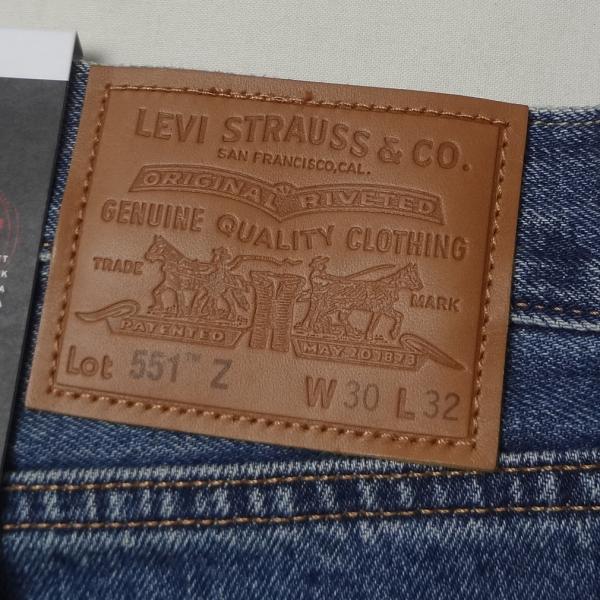 LEVI STRAUSS & CO.
SAN FRANCISCO, CAL.
ORIGINAL RIVETED
GENUINE QUALITY CLOTHING
TRADE MARK
PATENTED MAY 20 1873
Lot 551™ Z W 30 L 32